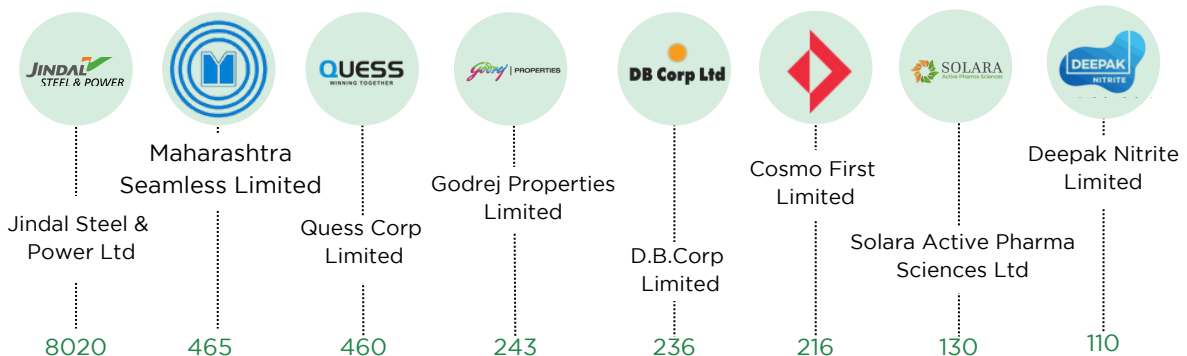 JINDAL
STEEL & POWER
QUESS
WINNING TOGETHER
Godrej | PROPERTIES
DB Corp Ltd
SOLARA
Active Pharma Sciences
DEEPAK
NITRITE
Jindal Steel &
Power Ltd
Maharashtra
Seamless Limited
Quess Corp
Limited
Godrej Properties
Limited
D.B.Corp
Limited
Cosmo First
Limited
Solara Active Pharma
Sciences Ltd
Deepak Nitrite
Limited
8020
465
460
243
236
216
130
110